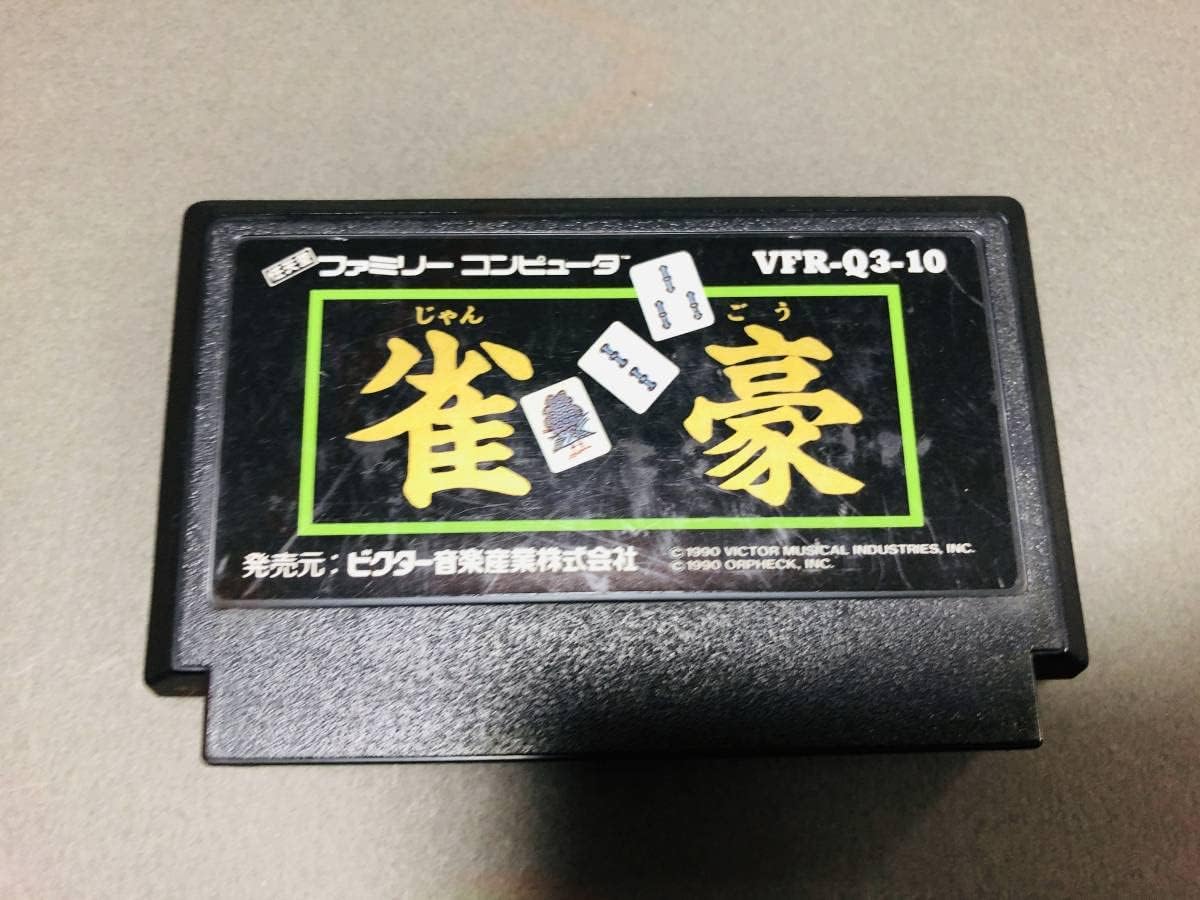 ファミリー コンピュータ™ VFR-Q3-10
じゃん ごう
雀豪
発売元：ビクター音楽産業株式会社
©1990 VICTOR MUSICAL INDUSTRIES, INC.
©1990 ORPHECK, INC.